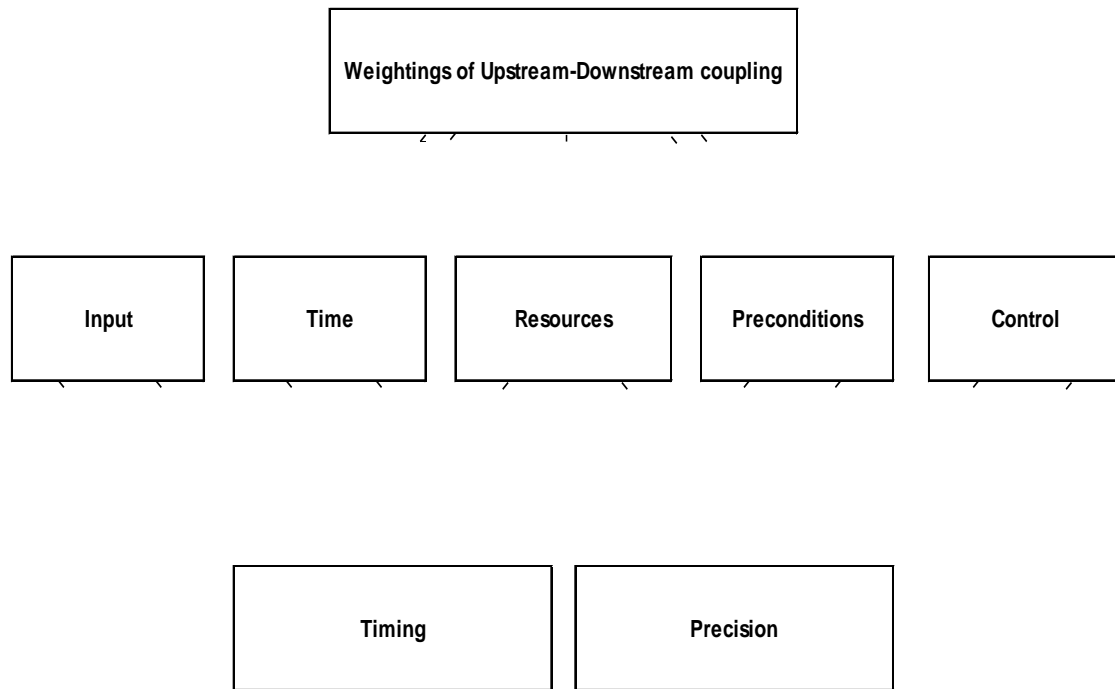 Weightings of Upstream-Downstream coupling
Input
Time
Resources
Preconditions
Control
Timing
Precision